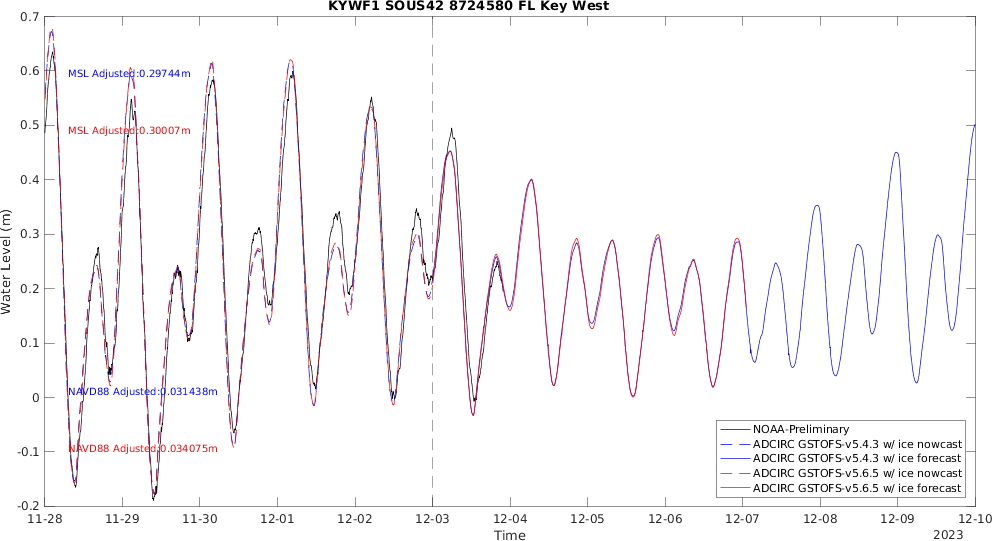 KYWF1 SOUS42 8724580 FL Key West
0.7
0.6
0.5
0.4
0.3
0.2
0.1
0
-0.1
-0.2
Water Level (m)
MSL Adjusted:0.29744m
MSL Adjusted:0.30007m
NAVD88 Adjusted:0.031438m
NAVD88 Adjusted:0.034075m
NOAA-Preliminary
ADCIRC GSTOFS-v5.4.3 w/ ice nowcast
ADCIRC GSTOFS-v5.4.3 w/ ice forecast
ADCIRC GSTOFS-v5.6.5 w/ ice nowcast
ADCIRC GSTOFS-v5.6.5 w/ ice forecast
11-28 11-29 11-30 12-01 12-02 12-03 12-04 12-05 12-06 12-07 12-08 12-09 12-10
Time
2023